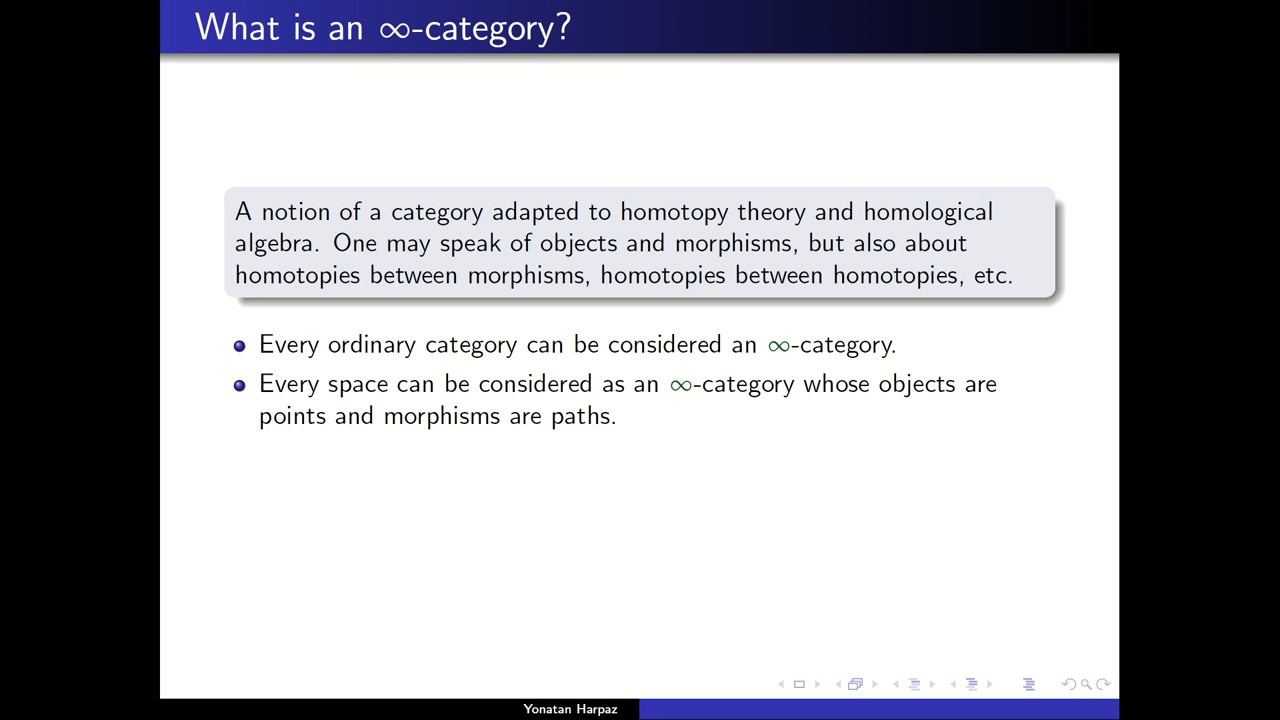 What is an ∞-category?
A notion of a category adapted to homotopy theory and homological
algebra. One may speak of objects and morphisms, but also about
homotopies between morphisms, homotopies between homotopies, etc.
Every ordinary category can be considered an ∞-category.
Every space can be considered as an ∞-category whose objects are
points and morphisms are paths.
Yonatan Harpaz